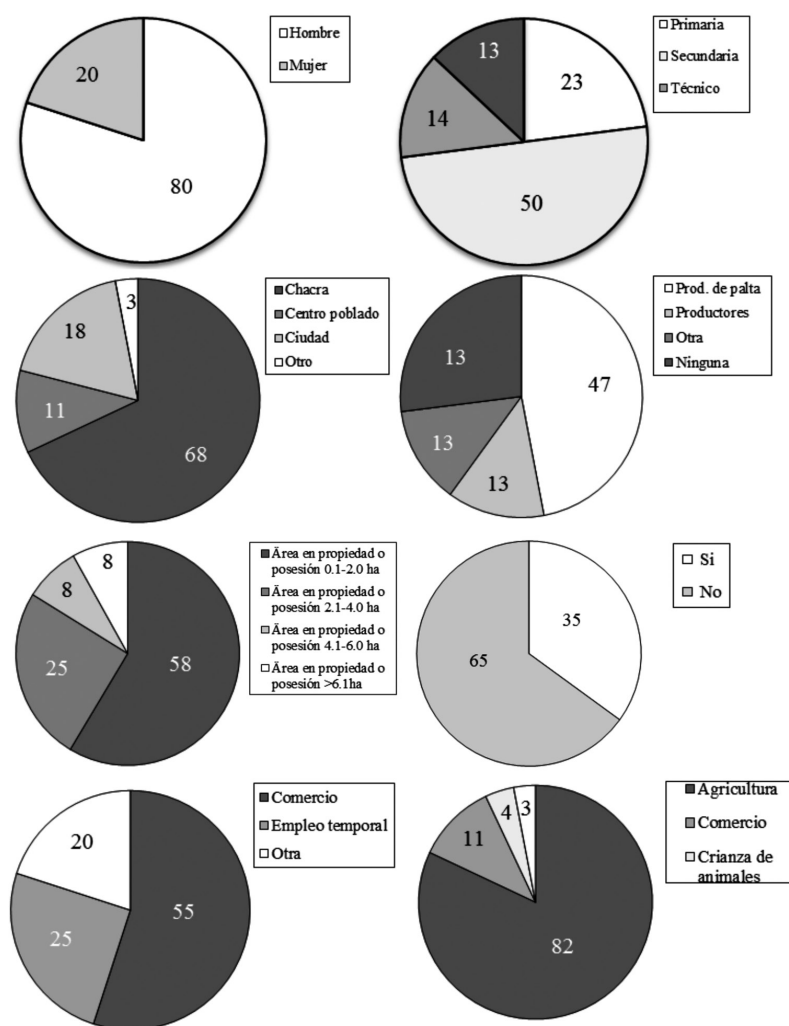 Hombre
Mujer
20
80
Primaria
Secundaria
Técnico
13
23
14
50
Chacra
Centro poblado
Ciudad
Otro
3
18
11
68
Prod. de palta
Productores
Otra
Ninguna
13
47
13
13
Área en propiedad o
posesión 0.1-2.0 ha
Área en propiedad o
posesión 2.1-4.0 ha
Área en propiedad o
posesión 4.1-6.0 ha
Área en propiedad o
posesión >6.1ha
8
8
25
58
Si
No
35
65
Comercio
Empleo temporal
Otra
20
55
25
Agricultura
Comercio
Crianza de
animales
4
3
11
82